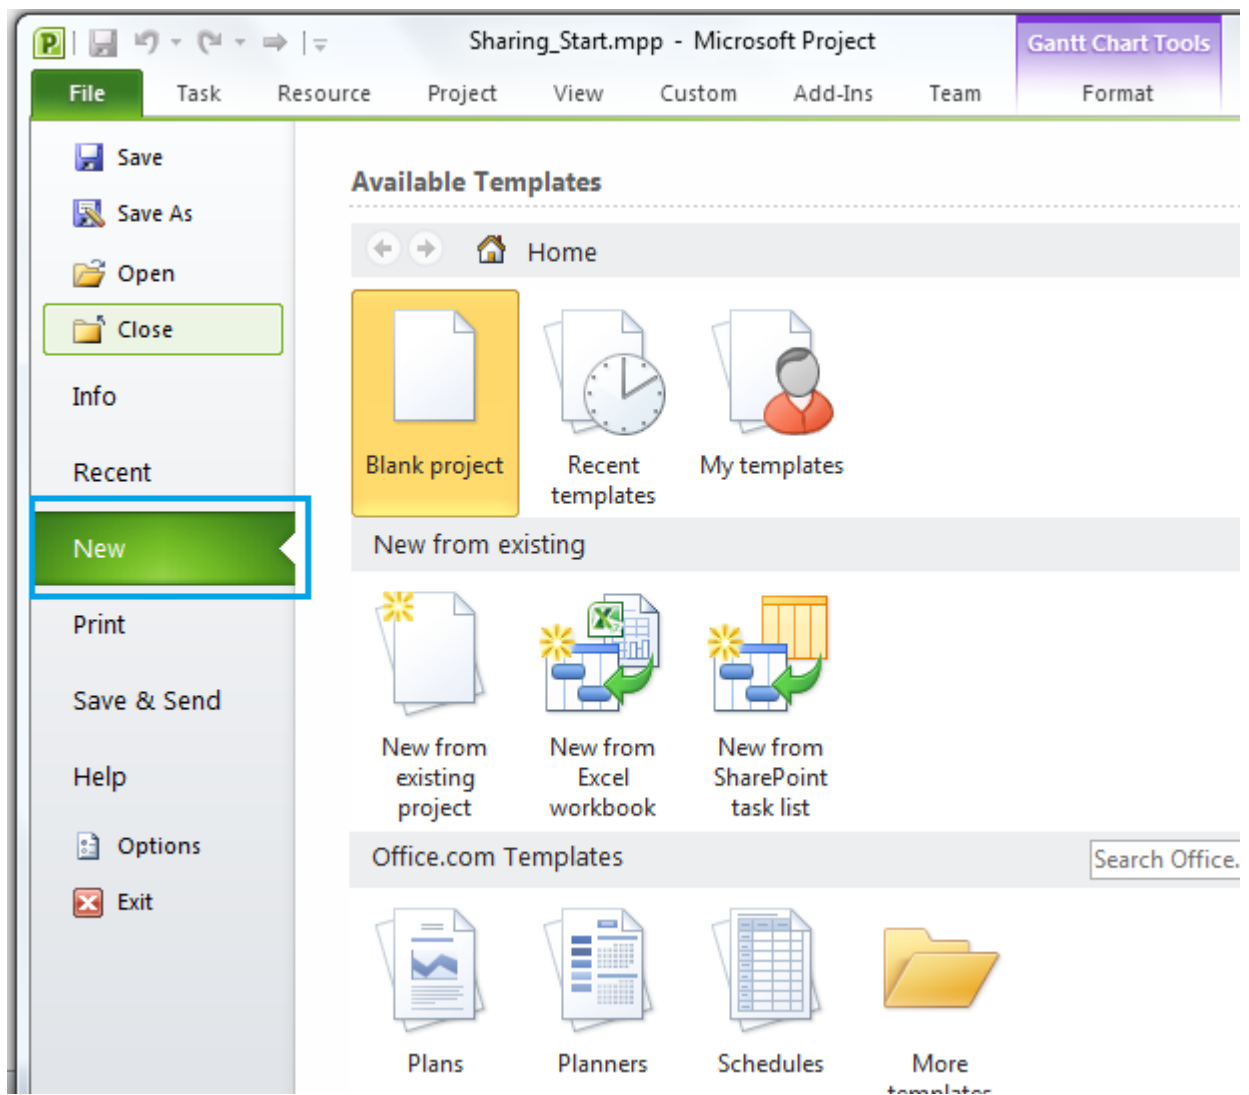 Sharing_Start.mpp - Microsoft Project
Gantt Chart Tools
File Task Resource Project View Custom Add-Ins Team Format
Save
Save As
Open
Close
Info
Recent
New
Print
Save & Send
Help
Options
Exit
Available Templates
Home
Blank project
Recent
templates
My templates
New from existing
New from
existing
project
New from
Excel
workbook
New from
SharePoint
task list
Office.com Templates
Search Office.
Plans
Planners
Schedules
More
templates